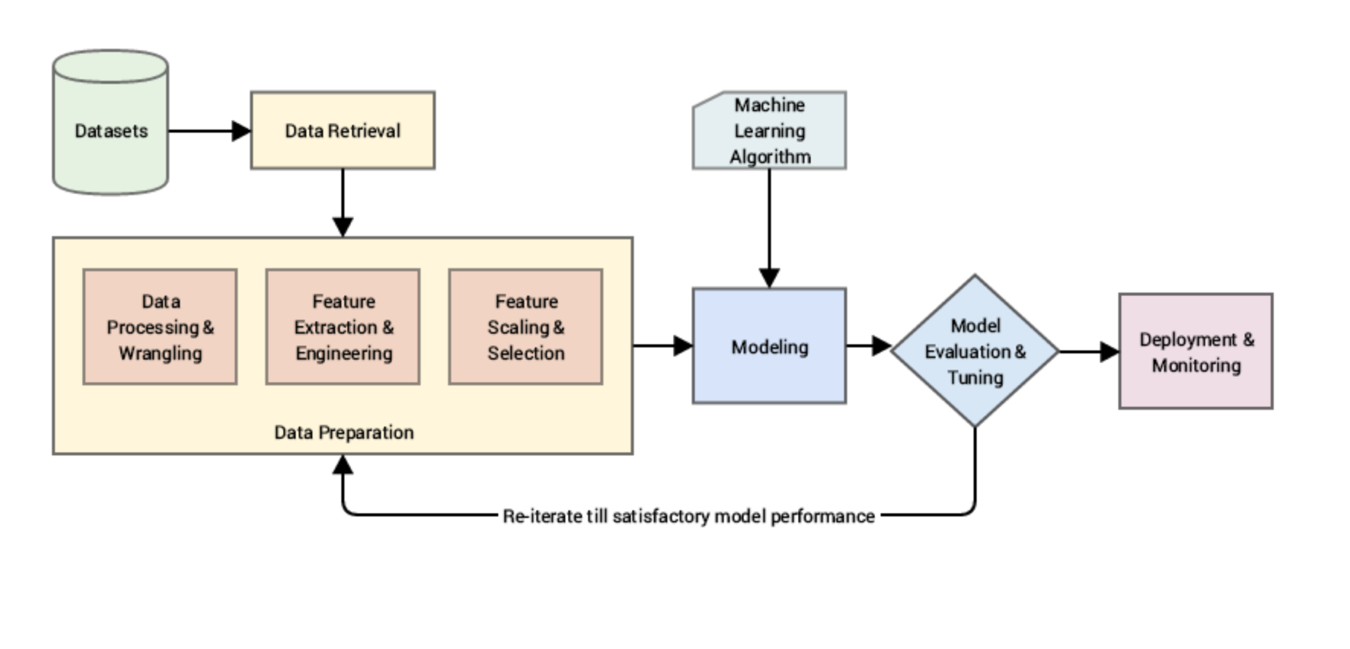 Datasets
Data Retrieval
Machine
Learning
Algorithm
Data
Processing &
Wrangling
Feature
Extraction &
Engineering
Feature
Scaling &
Selection
Data Preparation
Modeling
Model
Evaluation &
Tuning
Deployment &
Monitoring
Re-iterate till satisfactory model performance